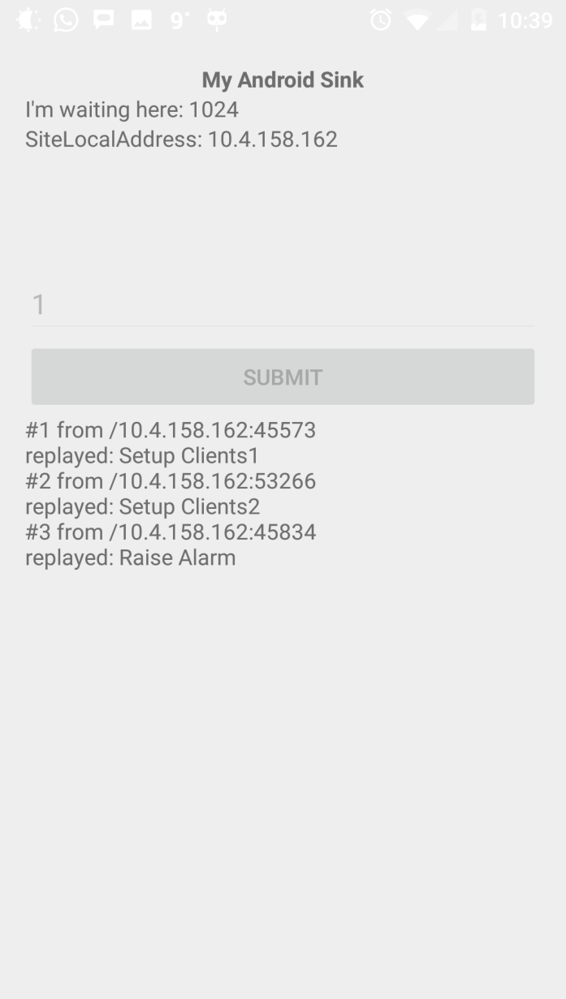 9° 10:39
My Android Sink
I'm waiting here: 1024
SiteLocalAddress: 10.4.158.162
1
SUBMIT
#1 from /10.4.158.162:45573
replayed: Setup Clients1
#2 from /10.4.158.162:53266
replayed: Setup Clients2
#3 from /10.4.158.162:45834
replayed: Raise Alarm